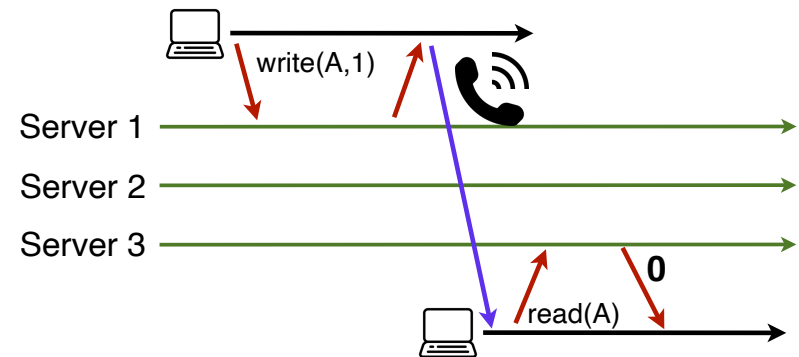 write(A,1)
Server 1
Server 2
Server 3
0
read(A)